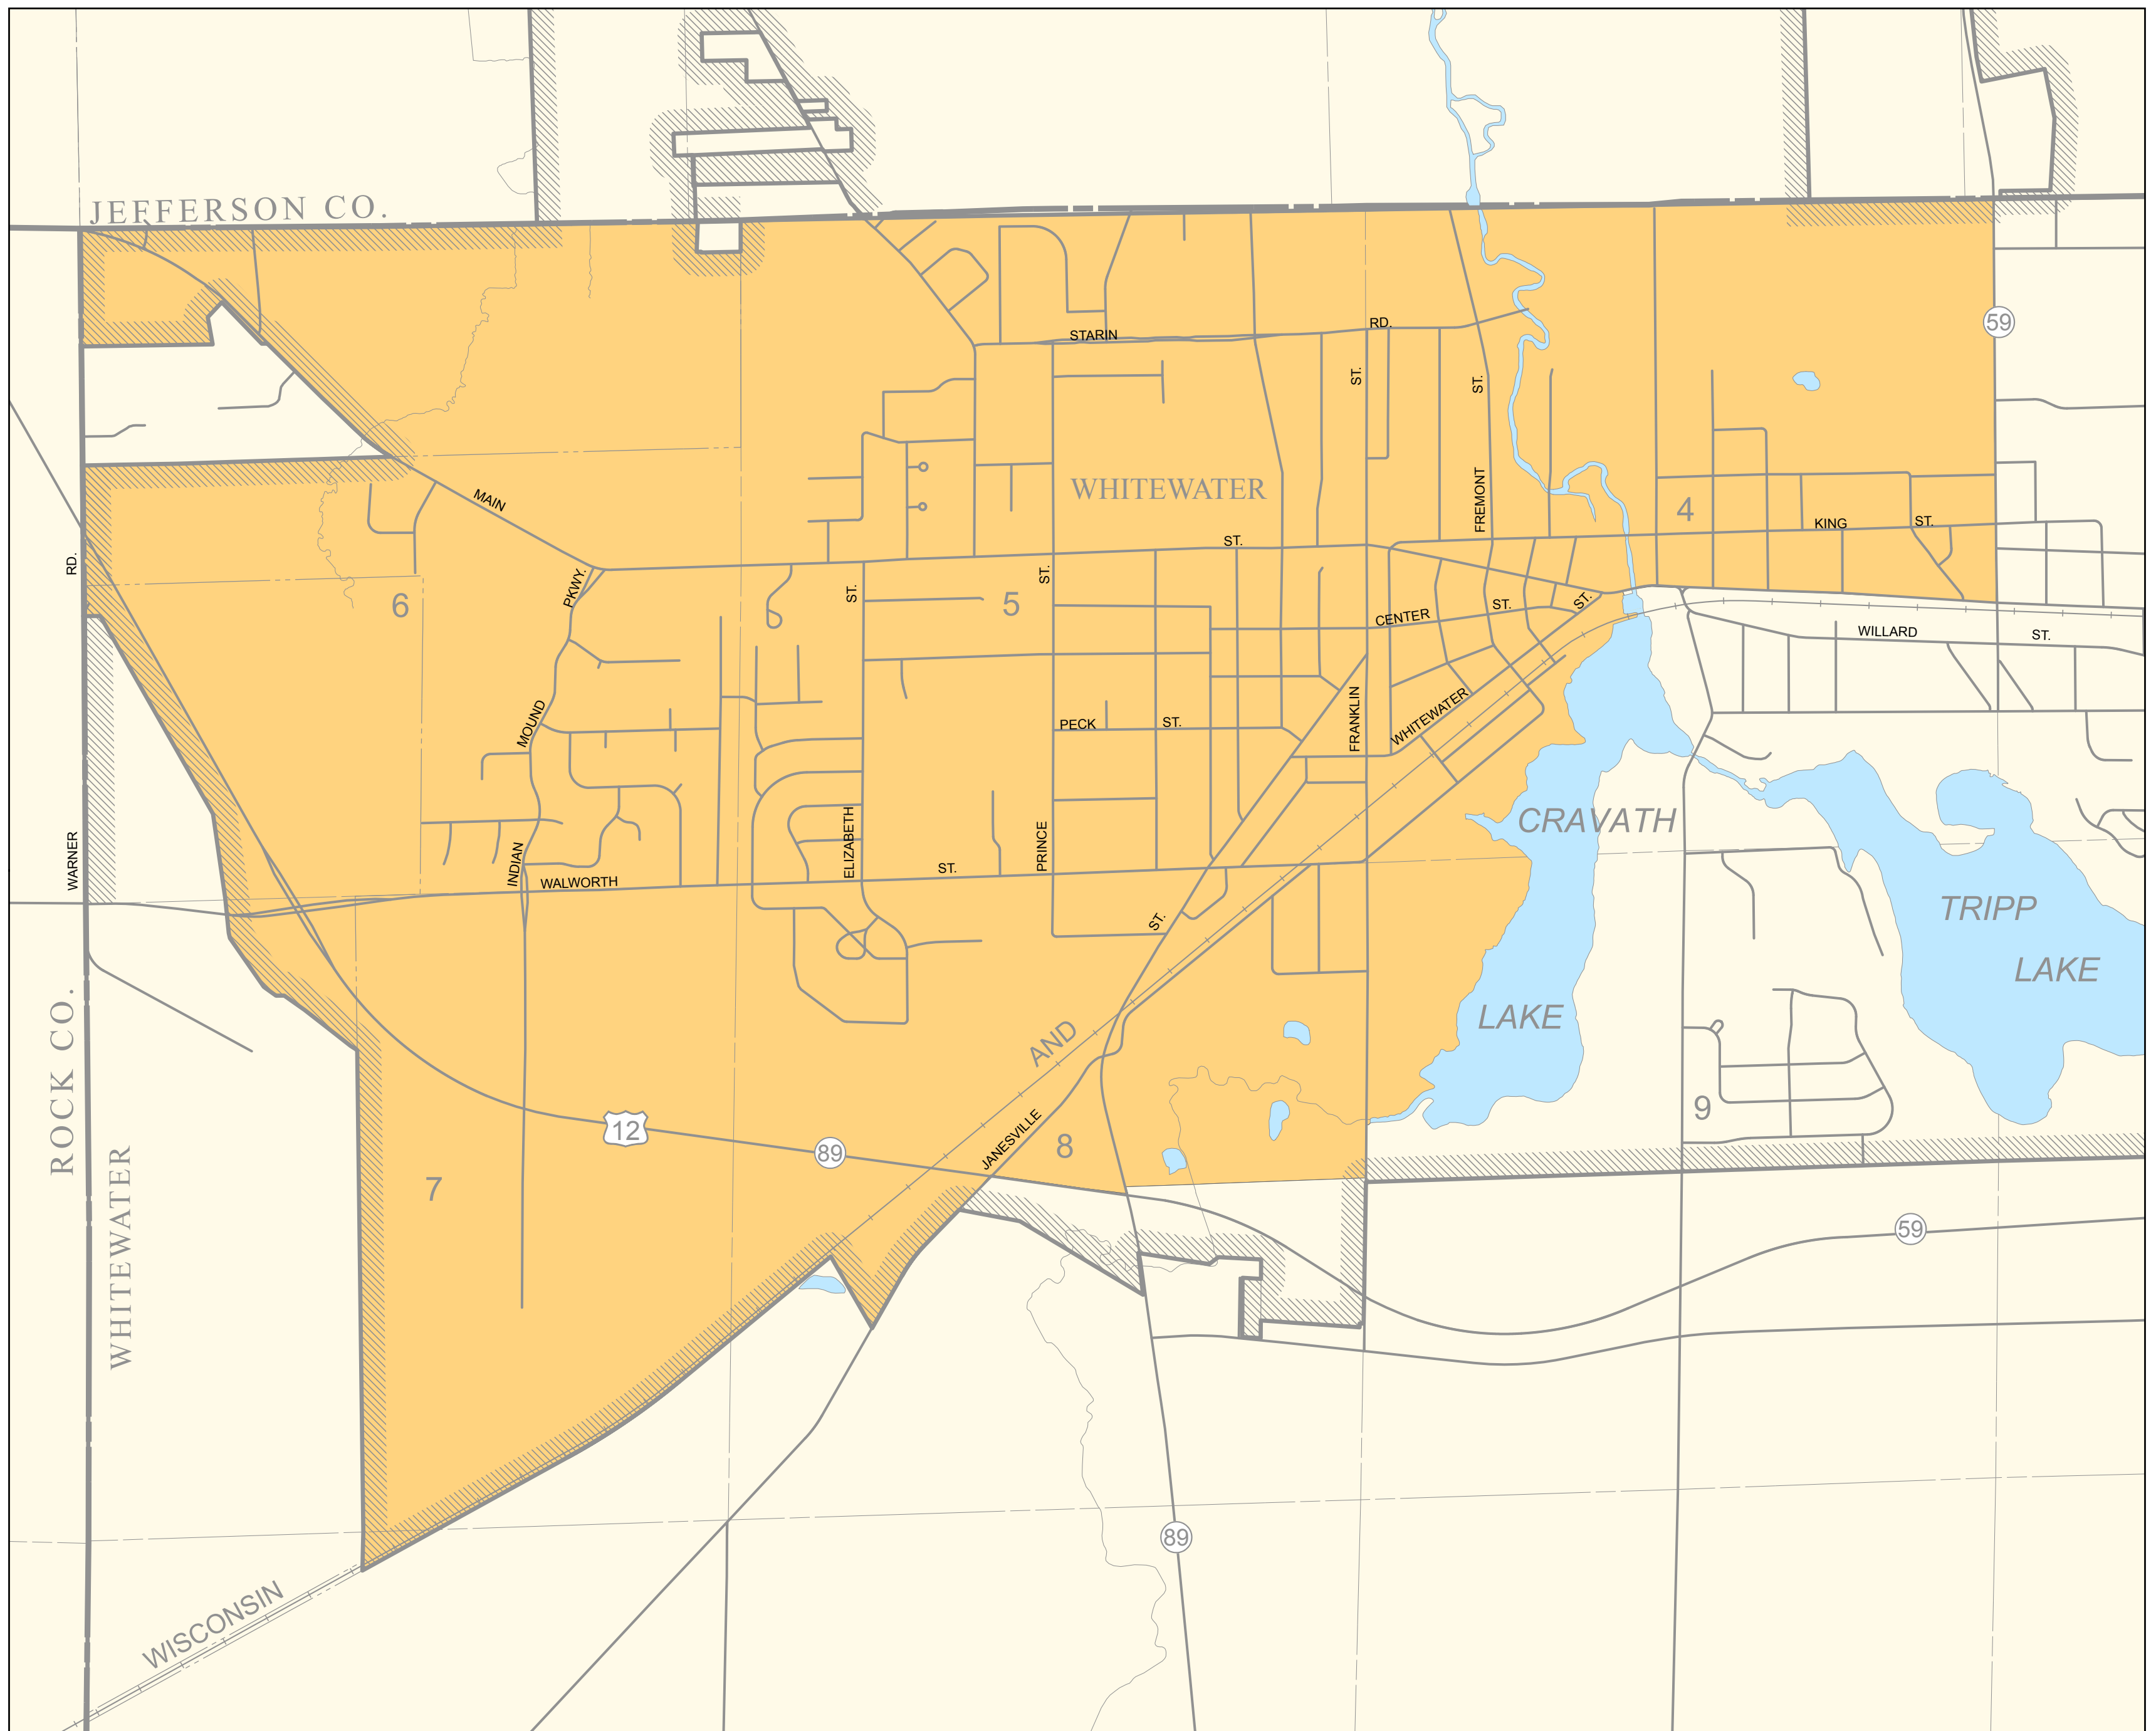 JEFFERSON CO.
59
STARIN
RD.
ST.
ST.
WHITEWATER
MAIN
FREMONT
4
KING
ST.
ST.
RD.
PKWY.
ST.
ST.
6
5
CENTER
ST.
ST.
WILLARD
ST.
MOUND
PECK
ST.
FRANKLIN
WHITEWATER
CRAVATH
WARNER
INDIAN
ELIZABETH
PRINCE
WALWORTH
ST.
ST.
TRIPP
LAKE
LAKE
ROCK CO.
AND
12
89
JANESVILLE
8
9
7
WHITEWATER
59
89
WISCONSIN